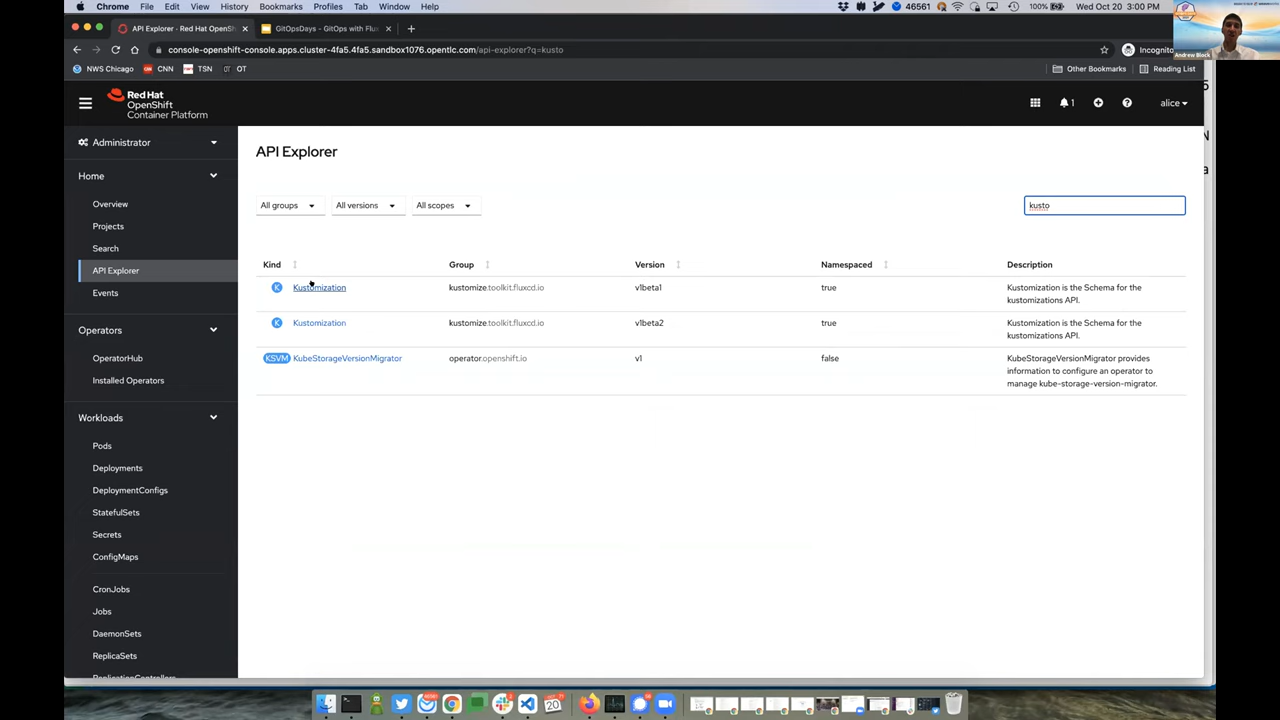 Chrome File Edit View History Bookmarks Profiles Tab Window Help 46561 100% Wed Oct 20 3:00 PM
API Explorer · Red Hat OpenSh
GitOpsDays - GitOps with Flu
console-openshift-console.apps.cluster-4fa5.4fa5.sandbox1076.opentlc.com/api-explorer?q=kusto
Incognito
Andrew Block
NWS Chicago CNN TSN OT OT
Other Bookmarks Reading List
Red Hat
OpenShift
Container Platform
1
alice
Administrator
Home
Overview
Projects
Search
API Explorer
Events
Operators
OperatorHub
Installed Operators
Workloads
Pods
Deployments
DeploymentConfigs
StatefulSets
Secrets
ConfigMaps
CronJobs
Jobs
DaemonSets
ReplicaSets
ReplicationControllers
API Explorer
All groups All versions All scopes
kusto
Kind Group Version Namespaced Description
K Kustomization kustomize.toolkit.fluxcd.io v1beta1 true Kustomization is the Schema for the
kustomizations API.
K Kustomization kustomize.toolkit.fluxcd.io v1beta2 true Kustomization is the Schema for the
kustomizations API.
KSVM KubeStorageVersionMigrator operator.openshift.io v1 false KubeStorageVersionMigrator provides
information to configure an operator to
manage kube-storage-version-migrator.